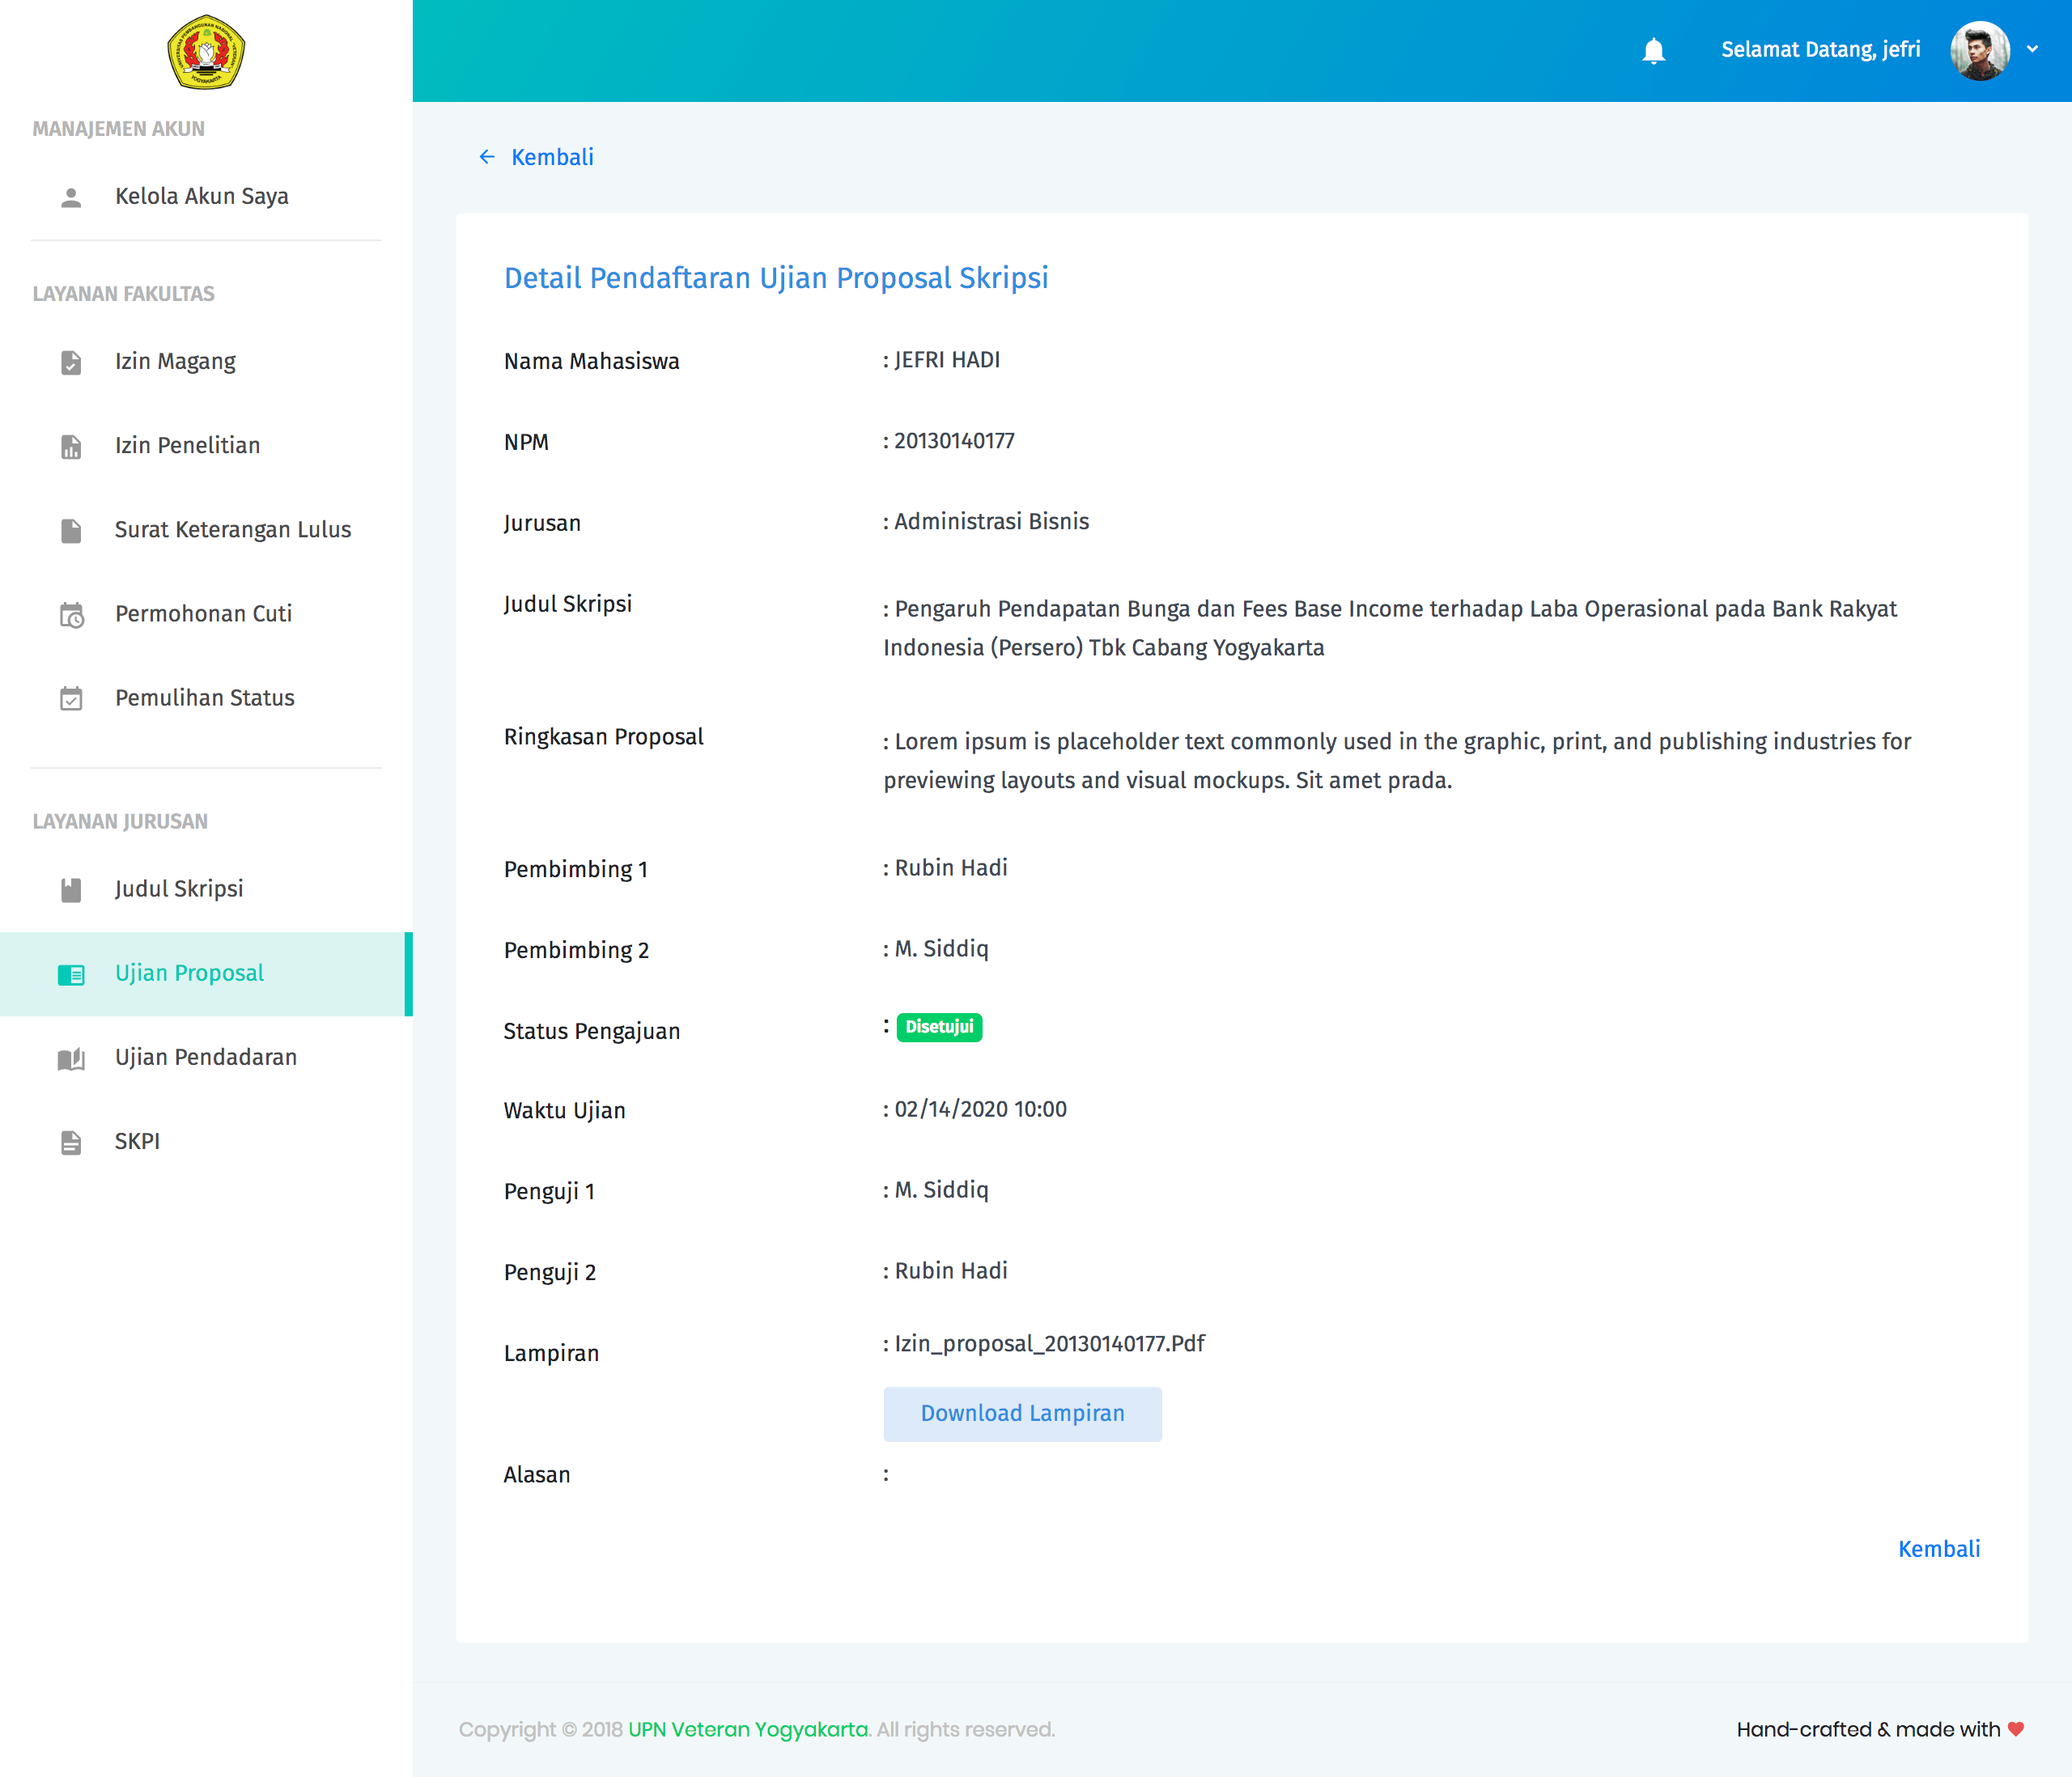 UNIVERSITAS PEMBANGUNAN NASIONAL "VETERAN"
YOGYAKARTA
Selamat Datang, jefri
MANAJEMEN AKUN
Kelola Akun Saya
LAYANAN FAKULTAS
Izin Magang
Izin Penelitian
Surat Keterangan Lulus
Permohonan Cuti
Pemulihan Status
LAYANAN JURUSAN
Judul Skripsi
Ujian Proposal
Ujian Pendadaran
SKPI
Kembali
Detail Pendaftaran Ujian Proposal Skripsi
Nama Mahasiswa : JEFRI HADI
NPM : 20130140177
Jurusan : Administrasi Bisnis
Judul Skripsi : Pengaruh Pendapatan Bunga dan Fees Base Income terhadap Laba Operasional pada Bank Rakyat
Indonesia (Persero) Tbk Cabang Yogyakarta
Ringkasan Proposal : Lorem ipsum is placeholder text commonly used in the graphic, print, and publishing industries for
previewing layouts and visual mockups. Sit amet prada.
Pembimbing 1 : Rubin Hadi
Pembimbing 2 : M. Siddiq
Status Pengajuan : Disetujui
Waktu Ujian : 02/14/2020 10:00
Penguji 1 : M. Siddiq
Penguji 2 : Rubin Hadi
Lampiran : Izin_proposal_20130140177.Pdf
Download Lampiran
Alasan :
Kembali
Copyright © 2018 UPN Veteran Yogyakarta. All rights reserved.
Hand-crafted & made with